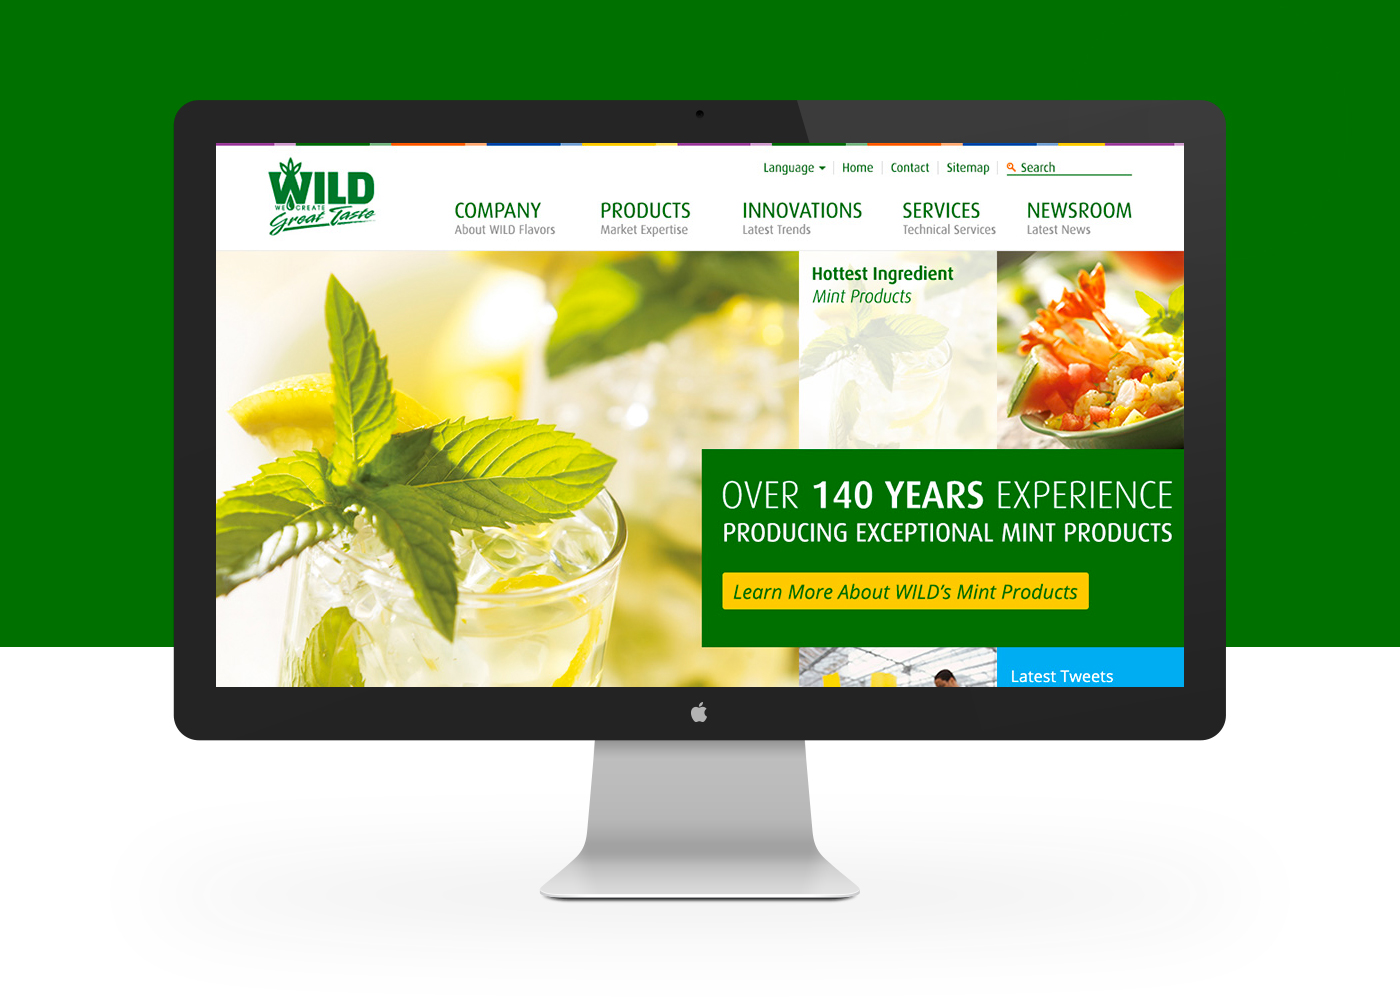 WILD
WE CREATE
Great Taste
Language
Home
Contact
Sitemap
Search
COMPANY
About WILD Flavors
PRODUCTS
Market Expertise
INNOVATIONS
Latest Trends
SERVICES
Technical Services
NEWSROOM
Latest News
Hottest Ingredient
Mint Products
OVER 140 YEARS EXPERIENCE
PRODUCING EXCEPTIONAL MINT PRODUCTS
Learn More About WILD's Mint Products
Latest Tweets